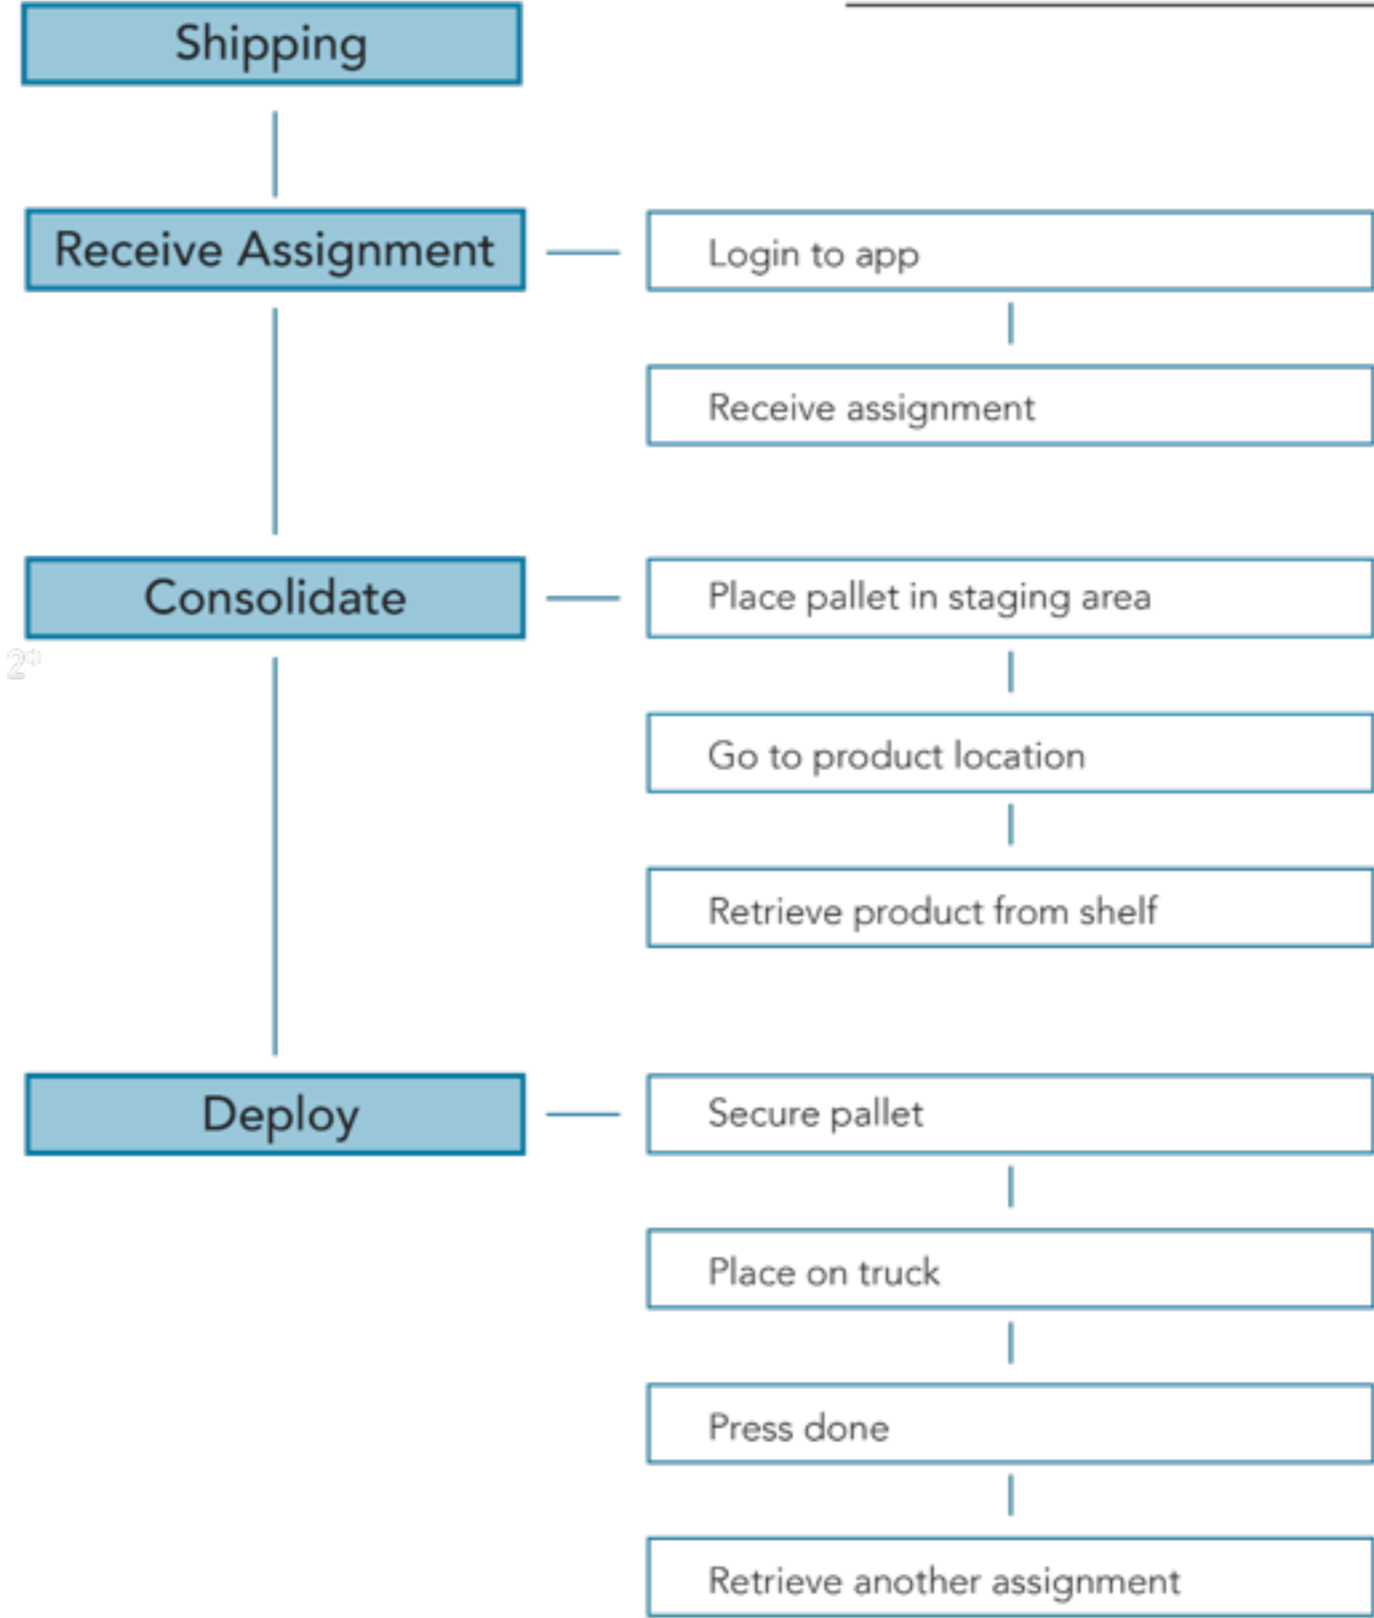 Shipping
Receive Assignment
Login to app
Receive assignment
Consolidate
Place pallet in staging area
Go to product location
Retrieve product from shelf
Deploy
Secure pallet
Place on truck
Press done
Retrieve another assignment